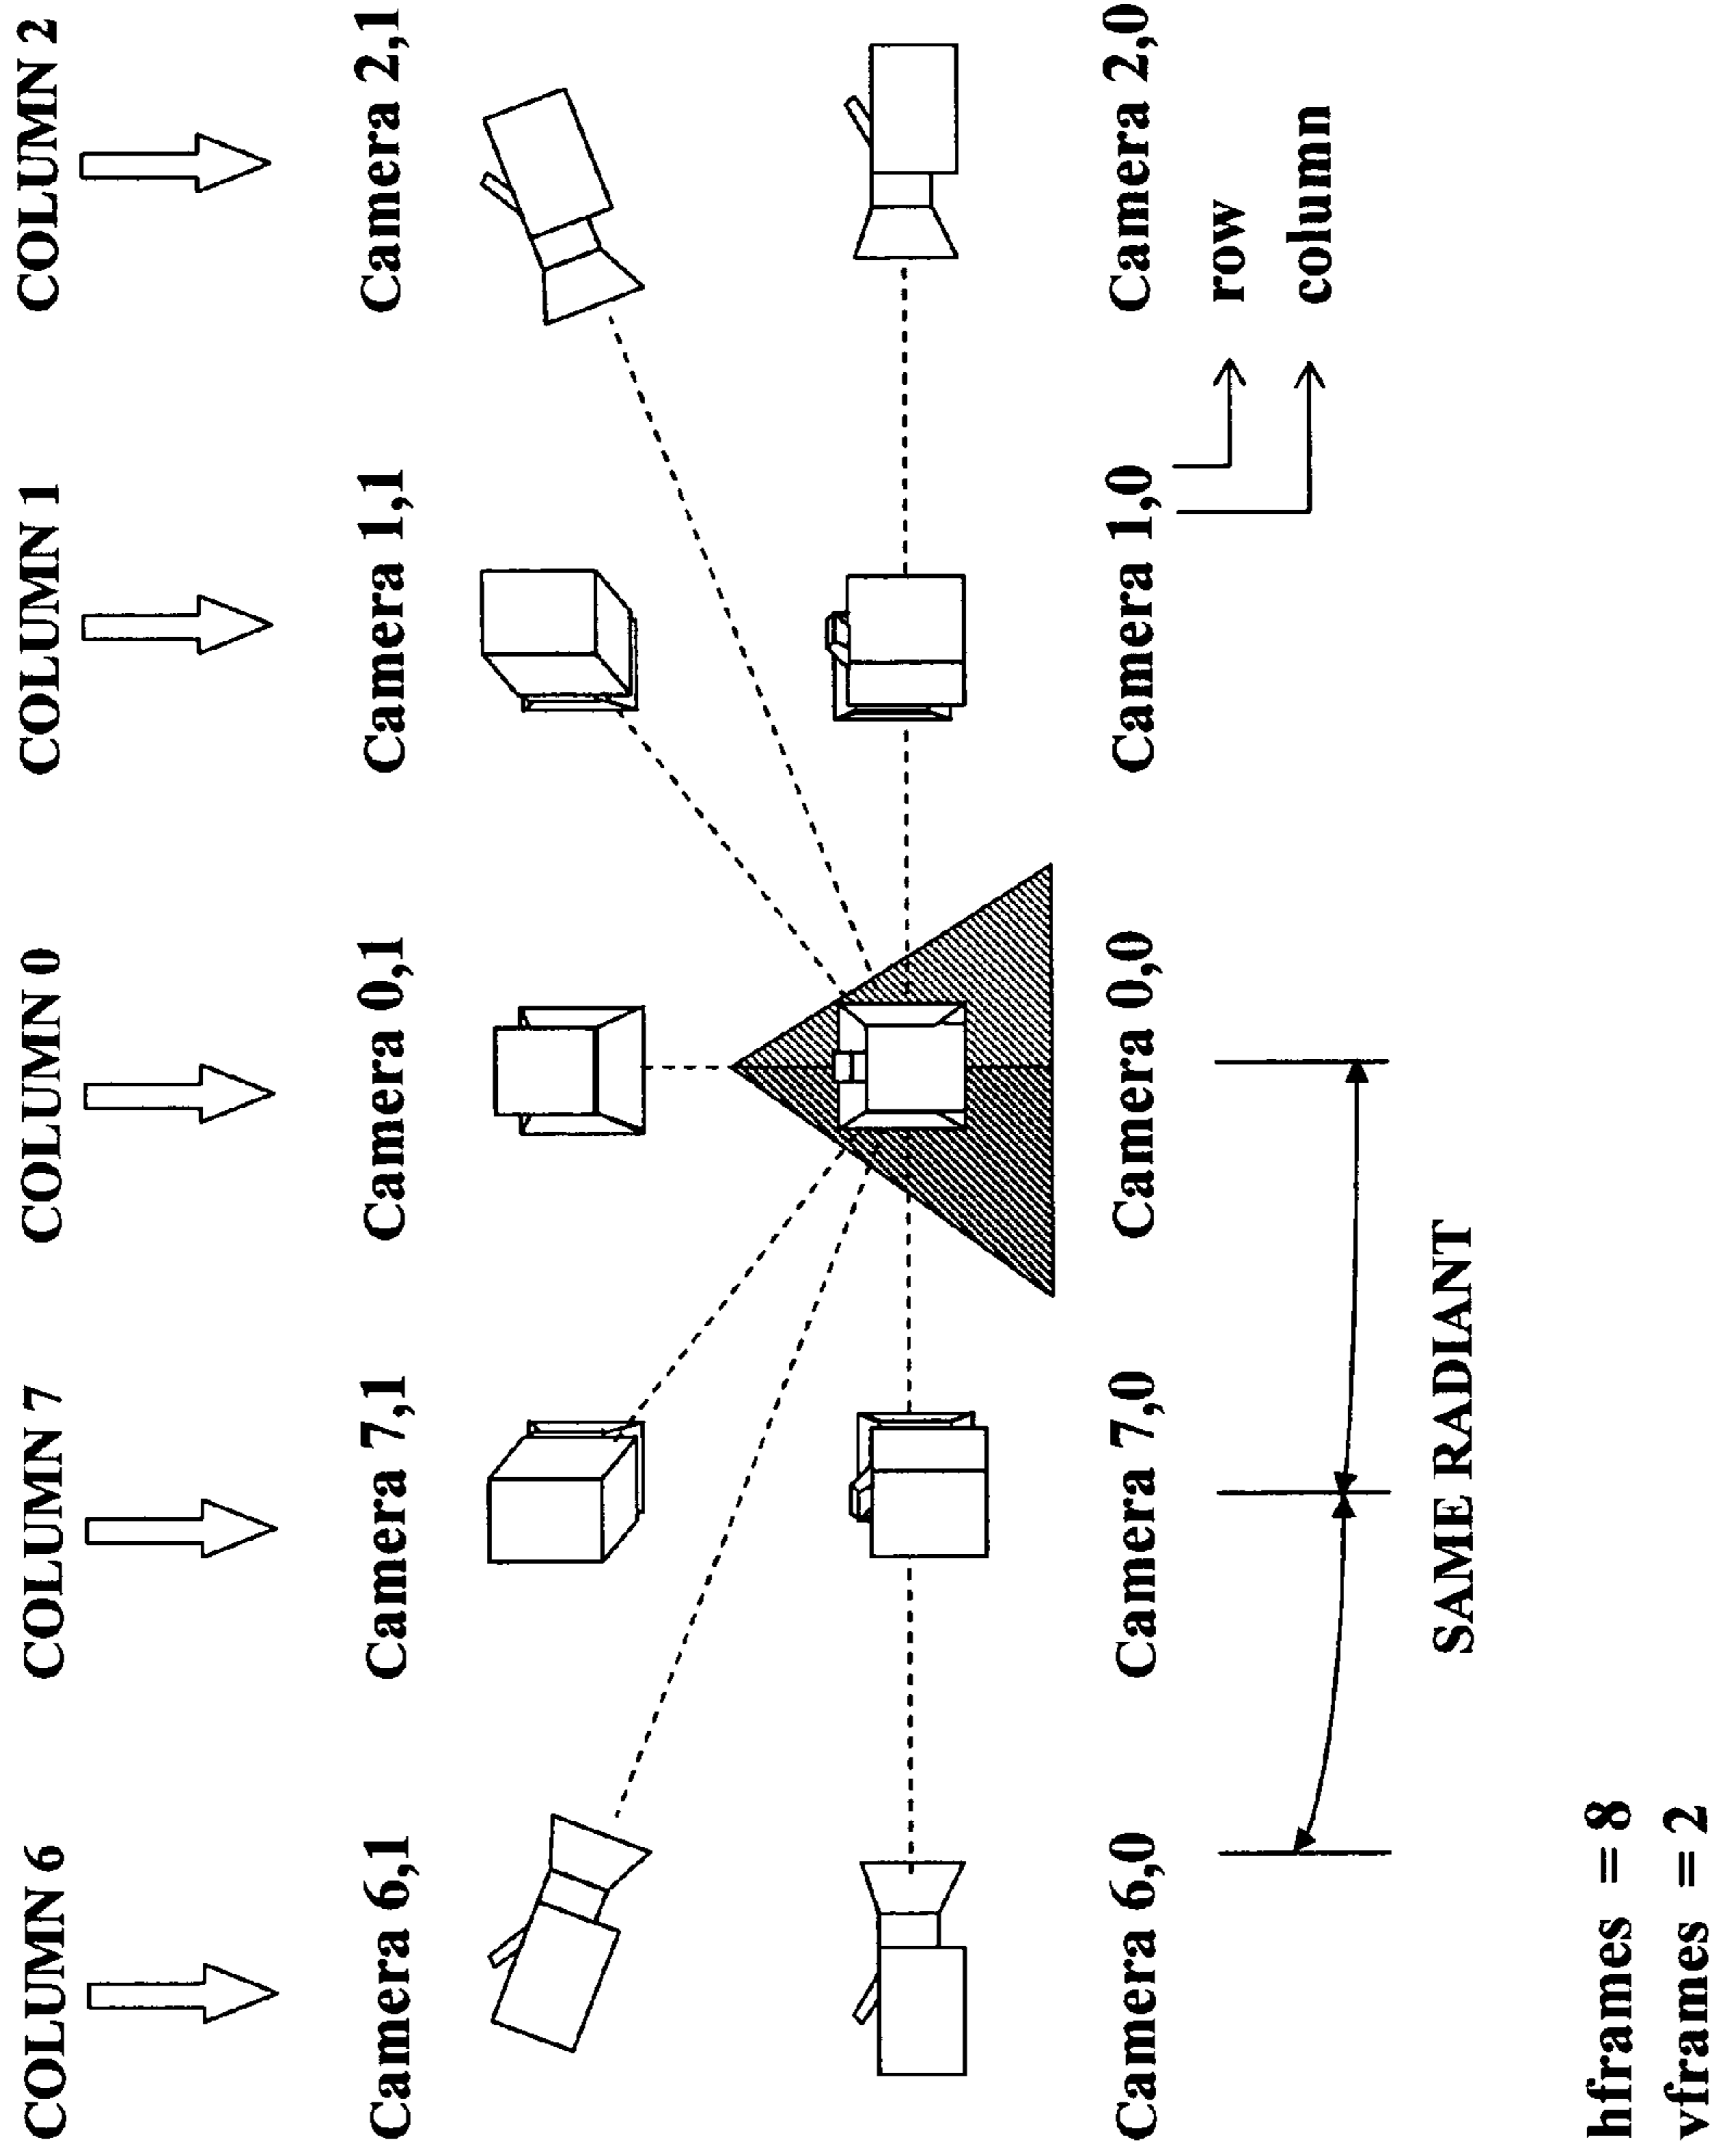 COLUMN 6 COLUMN 7 COLUMN 0 COLUMN 1 COLUMN 2
Camera 6,1 Camera 7,1 Camera 0,1 Camera 1,1 Camera 2,1
Camera 6,0 Camera 7,0 Camera 0,0 Camera 1,0 Camera 2,0
row
column
SAME RADIANT
hframes = 8
vframes = 2